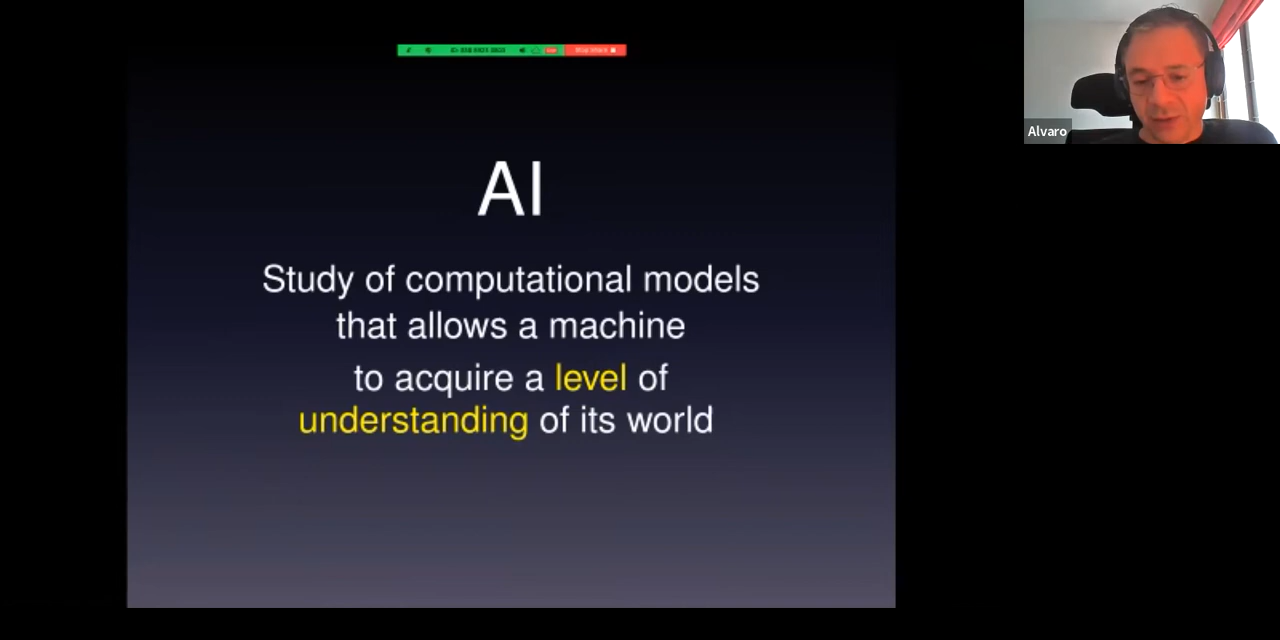 AI
Study of computational models
that allows a machine
to acquire a level of
understanding of its world
Alvaro